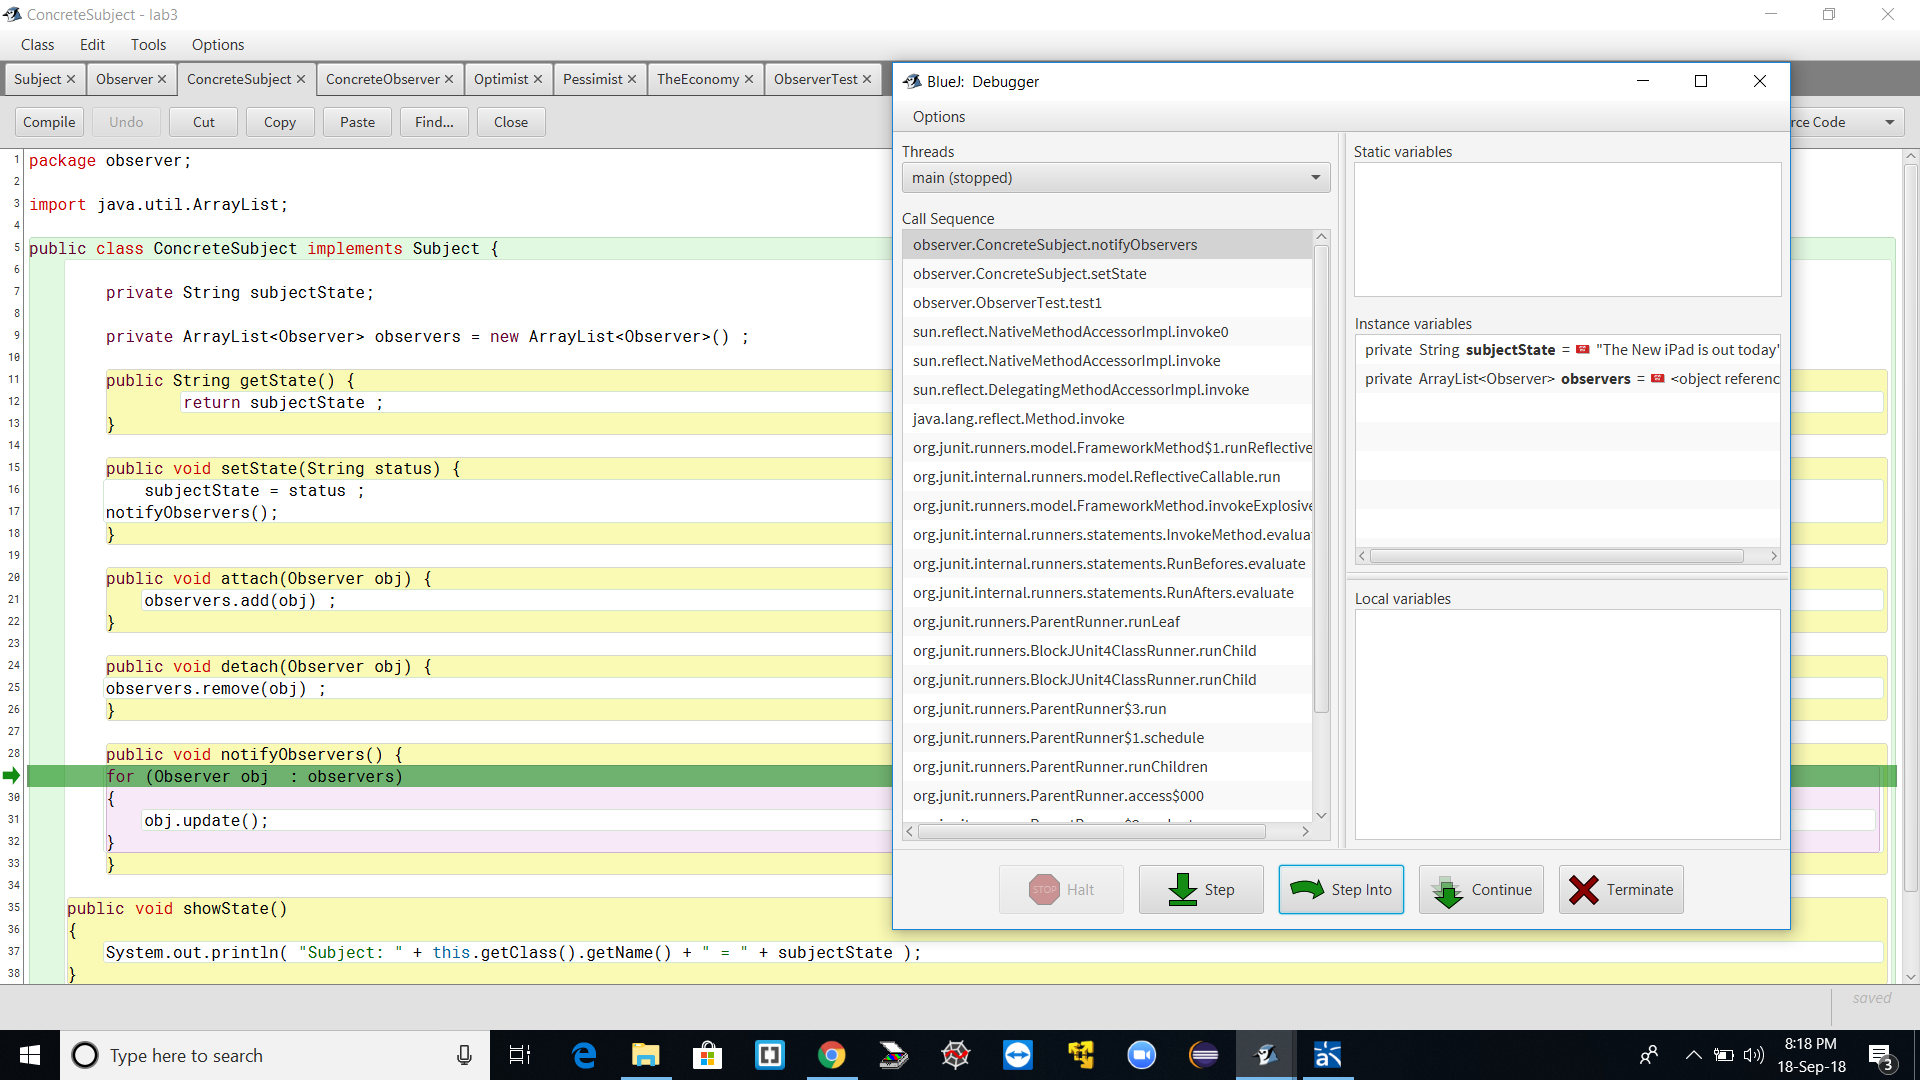 ConcreteSubject - lab3
Class Edit Tools Options
Subject Observer ConcreteSubject ConcreteObserver Optimist Pessimist TheEconomy ObserverTest
Compile Undo Cut Copy Paste Find... Close
rce Code
1 package observer;
2
3 import java.util.ArrayList;
4
5 public class ConcreteSubject implements Subject {
6
7 private String subjectState;
8
9 private ArrayList<Observer> observers = new ArrayList<Observer>() ;
10
11 public String getState() {
12 return subjectState ;
13 }
14
15 public void setState(String status) {
16 subjectState = status ;
17 notifyObservers();
18 }
19
20 public void attach(Observer obj) {
21 observers.add(obj) ;
22 }
23
24 public void detach(Observer obj) {
25 observers.remove(obj) ;
26 }
27
28 public void notifyObservers() {
for (Observer obj  : observers)
30 {
31 obj.update();
32 }
33 }
34
35 public void showState()
36 {
37 System.out.println( "Subject: " + this.getClass().getName() + " = " + subjectState );
38 }
saved
BlueJ: Debugger
Options
Threads
main (stopped)
Call Sequence
observer.ConcreteSubject.notifyObservers
observer.ConcreteSubject.setState
observer.ObserverTest.test1
sun.reflect.NativeMethodAccessorImpl.invoke0
sun.reflect.NativeMethodAccessorImpl.invoke
sun.reflect.DelegatingMethodAccessorImpl.invoke
java.lang.reflect.Method.invoke
org.junit.runners.model.FrameworkMethod$1.runReflective
org.junit.internal.runners.model.ReflectiveCallable.run
org.junit.runners.model.FrameworkMethod.invokeExplosive
org.junit.internal.runners.statements.InvokeMethod.evalua
org.junit.internal.runners.statements.RunBefores.evaluate
org.junit.internal.runners.statements.RunAfters.evaluate
org.junit.runners.ParentRunner.runLeaf
org.junit.runners.BlockJUnit4ClassRunner.runChild
org.junit.runners.BlockJUnit4ClassRunner.runChild
org.junit.runners.ParentRunner$3.run
org.junit.runners.ParentRunner$1.schedule
org.junit.runners.ParentRunner.runChildren
org.junit.runners.ParentRunner.access$000
Static variables
Instance variables
private String subjectState = "The New iPad is out today"
private ArrayList<Observer> observers = <object referenc
Local variables
STOP Halt Step Step Into Continue Terminate
Type here to search
8:18 PM
18-Sep-18
3